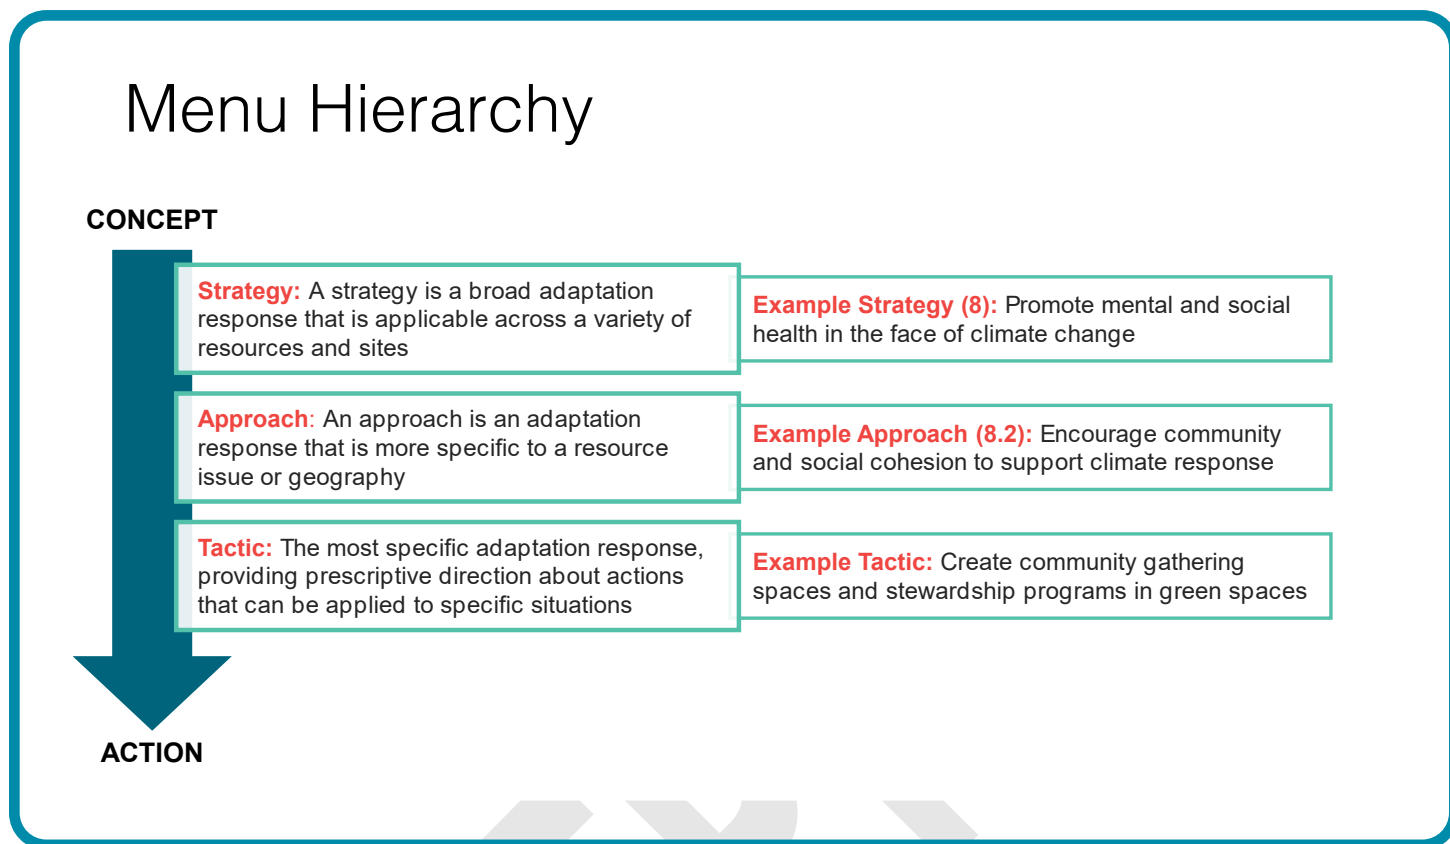 Menu Hierarchy
CONCEPT
Strategy: A strategy is a broad adaptation
response that is applicable across a variety of
resources and sites
Example Strategy (8): Promote mental and social
health in the face of climate change
Approach: An approach is an adaptation
response that is more specific to a resource
issue or geography
Example Approach (8.2): Encourage community
and social cohesion to support climate response
Tactic: The most specific adaptation response,
providing prescriptive direction about actions
that can be applied to specific situations
Example Tactic: Create community gathering
spaces and stewardship programs in green spaces
ACTION